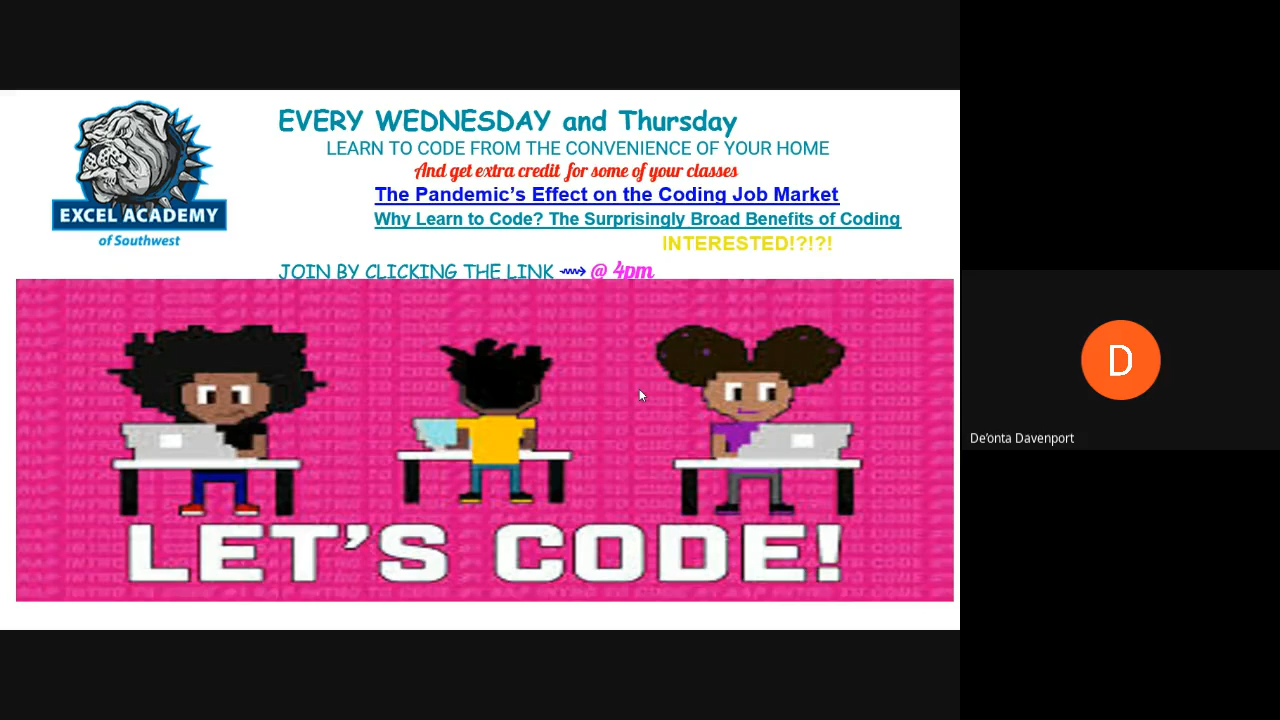 EXCEL ACADEMY
of Southwest
EVERY WEDNESDAY and Thursday
LEARN TO CODE FROM THE CONVENIENCE OF YOUR HOME
And get extra credit for some of your classes
The Pandemic's Effect on the Coding Job Market
Why Learn to Code? The Surprisingly Broad Benefits of Coding
INTERESTED!?!?!
JOIN BY CLICKING THE LINK ⟿ @ 4pm
LET'S CODE!
D
De'onta Davenport